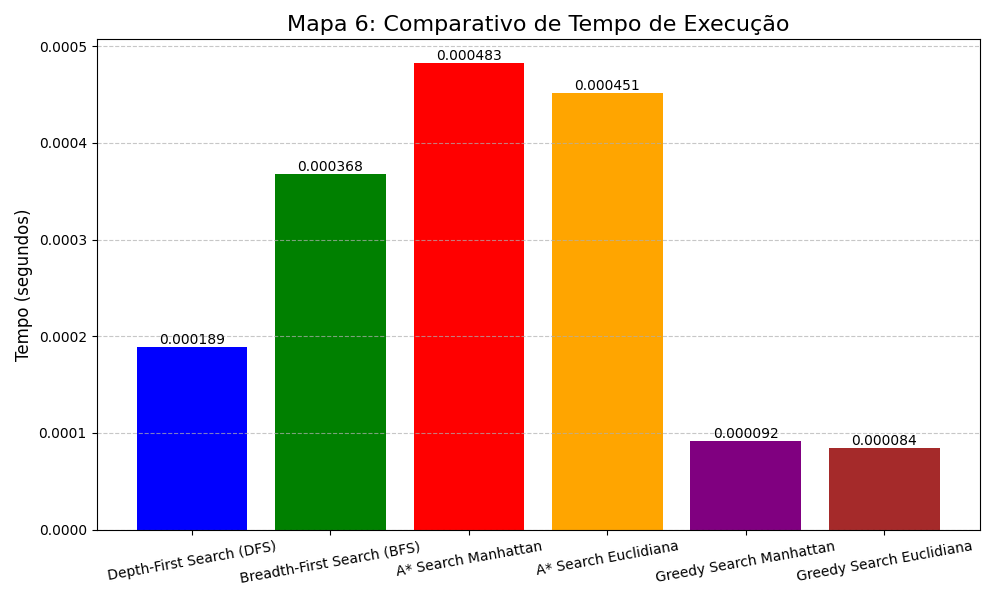 Mapa 6: Comparativo de Tempo de Execução
Tempo (segundos)
0.0005
0.0004
0.0003
0.0002
0.0001
0.0000
0.000189
0.000368
0.000483
0.000451
0.000092
0.000084
Depth-First Search (DFS)
Breadth-First Search (BFS)
A* Search Manhattan
A* Search Euclidiana
Greedy Search Manhattan
Greedy Search Euclidiana